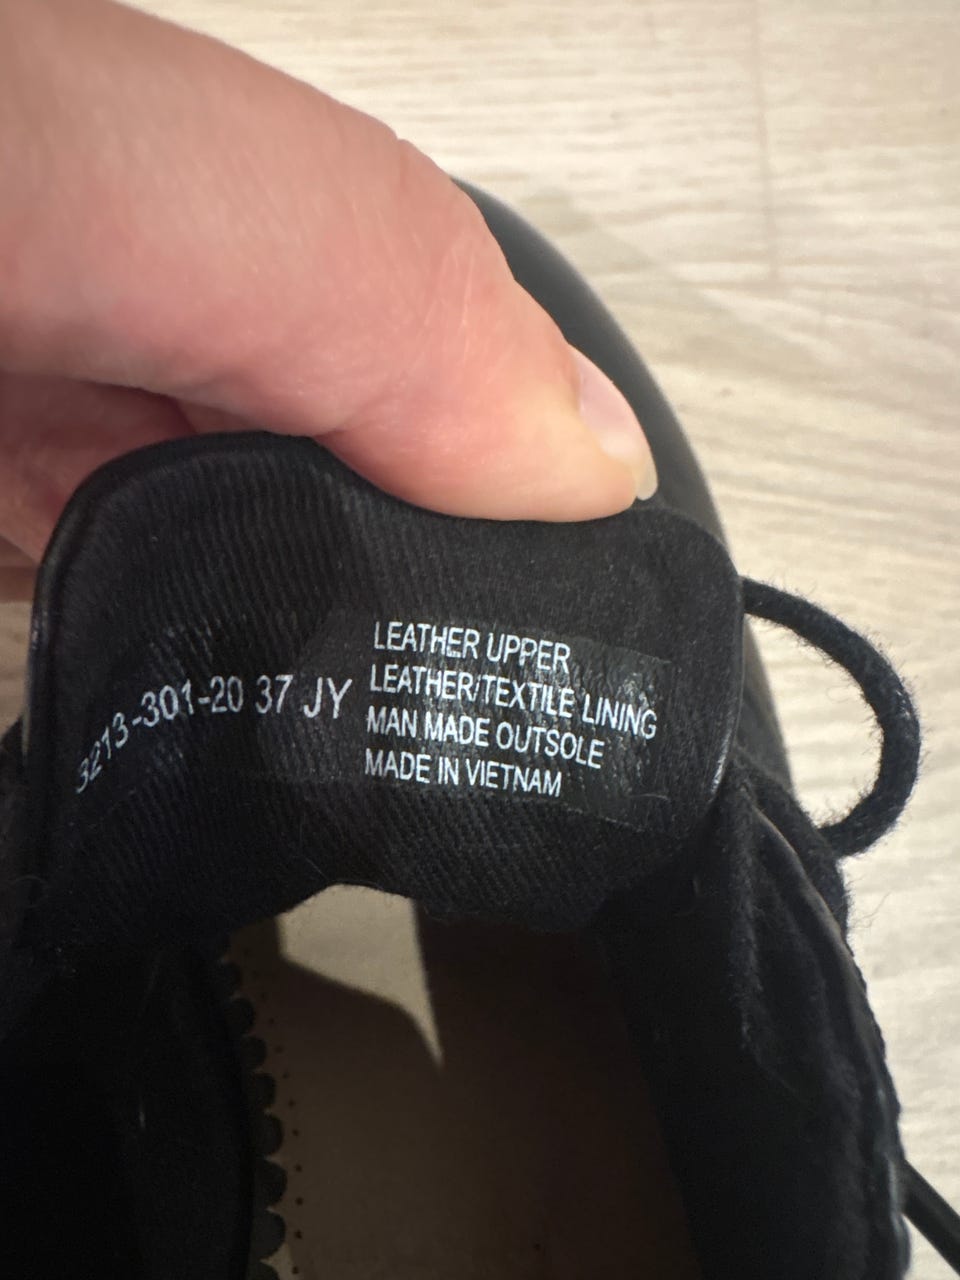 3213-301-20 37 JY
LEATHER UPPER
LEATHER/TEXTILE LINING
MAN MADE OUTSOLE
MADE IN VIETNAM